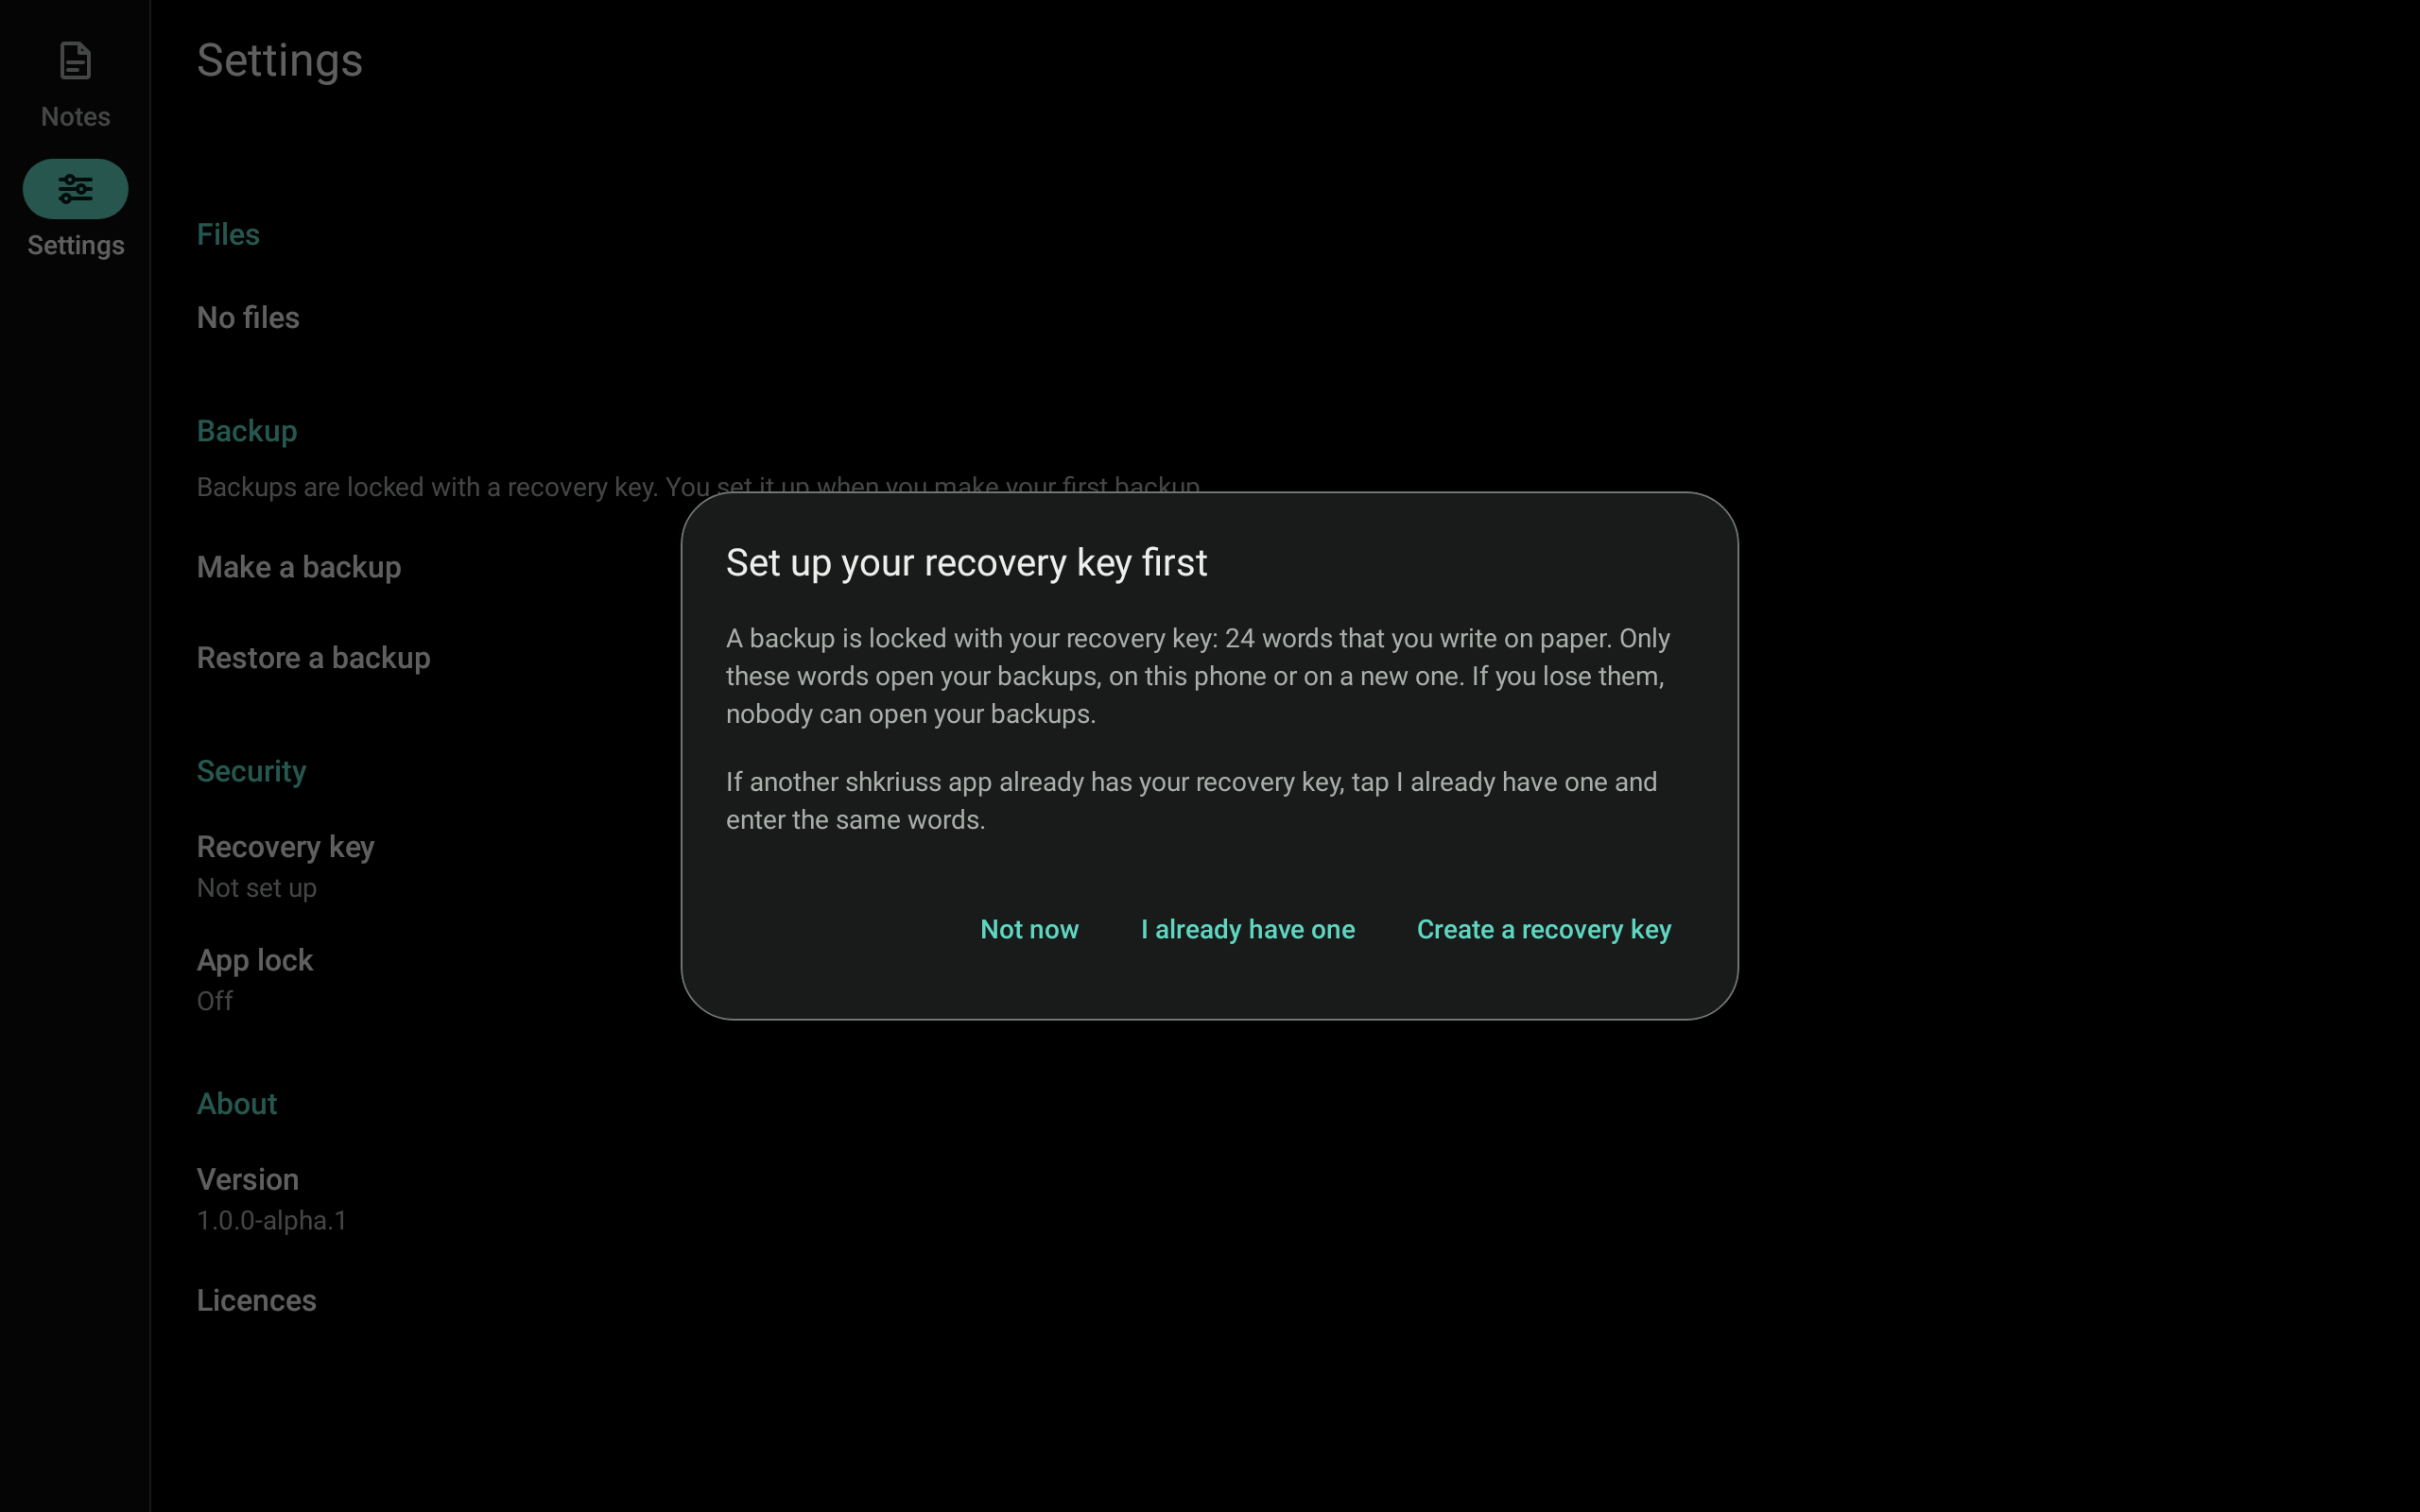 Settings
Notes
Settings
Files
No files
Backup
Backups are locked with a recovery key. You set it up when you make your first backup
Make a backup
Restore a backup
Security
Recovery key
Not set up
App lock
Off
About
Version
1.0.0-alpha.1
Licences
Set up your recovery key first
A backup is locked with your recovery key: 24 words that you write on paper. Only
these words open your backups, on this phone or on a new one. If you lose them,
nobody can open your backups.
If another shkriuss app already has your recovery key, tap I already have one and
enter the same words.
Not now
I already have one
Create a recovery key